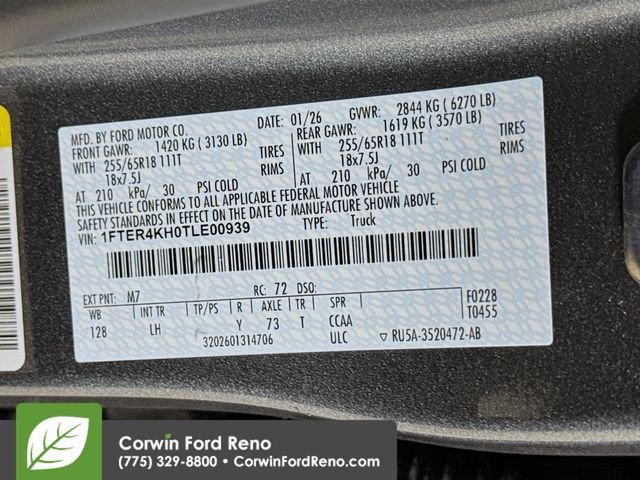 MFD. BY FORD MOTOR CO. DATE: 01/26 GVWR: 2844 KG ( 6270 LB)
FRONT GAWR: 1420 KG ( 3130 LB) REAR GAWR: 1619 KG ( 3570 LB)
WITH 255/65R18 111T TIRES WITH 255/65R18 111T TIRES
18x7.5J RIMS 18x7.5J RIMS
AT 210 kPa/ 30 PSI COLD AT 210 kPa/ 30 PSI COLD
THIS VEHICLE CONFORMS TO ALL APPLICABLE FEDERAL MOTOR VEHICLE
SAFETY STANDARDS IN EFFECT ON THE DATE OF MANUFACTURE SHOWN ABOVE.
VIN: 1FTER4KH0TLE00939 TYPE: Truck
EXT PNT: M7 RC: 72 DSO:
WB INT TR TP/PS R AXLE TR SPR F0228
128 LH Y 73 T CCAA T0455
3202601314706 ULC ▽ RU5A-3520472-AB
Corwin Ford Reno
(775) 329-8800 • CorwinFordReno.com